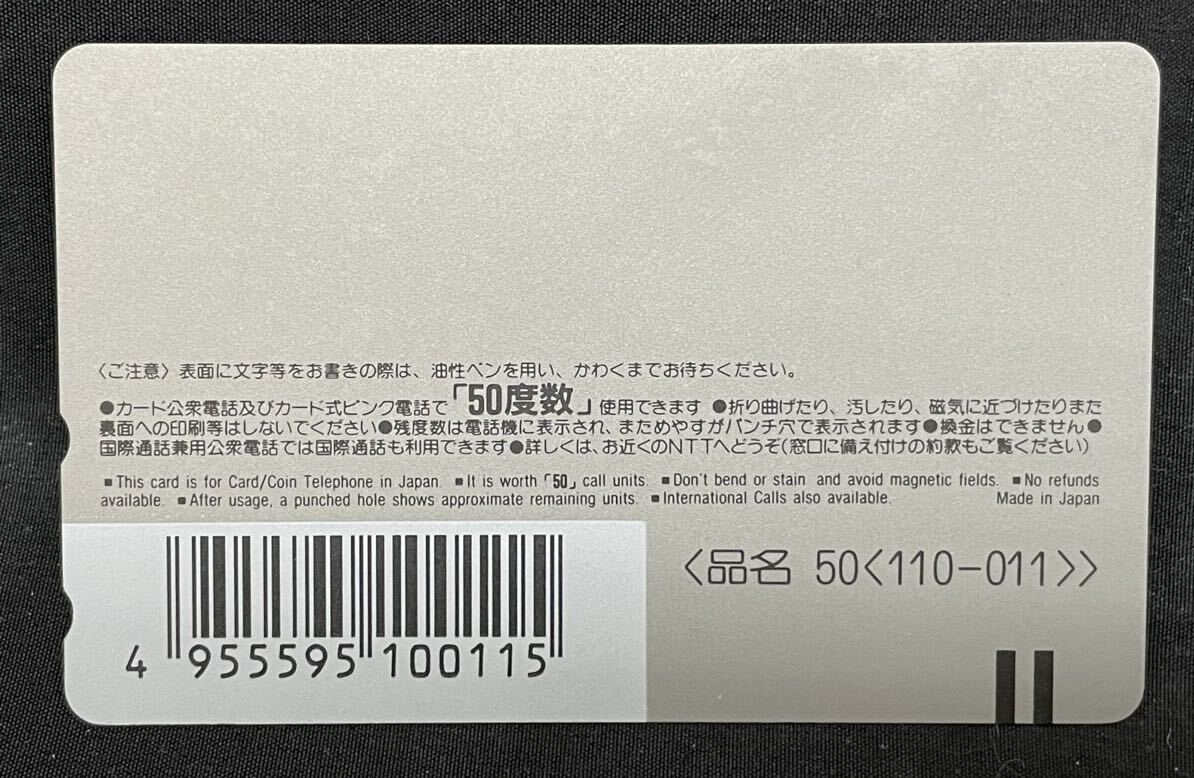 〈ご注意〉表面に文字等をお書きの際は、油性ペンを用い、かわくまでお待ちください。
●カード公衆電話及びカード式ピンク電話で「50度数」使用できます ●折り曲げたり、汚したり、磁気に近づけたりまた
裏面への印刷等はしないでください●残度数は電話機に表示され、まためやすがパンチ穴で表示されます●換金はできません●
国際通話兼用公衆電話では国際通話も利用できます●詳しくは、お近くのNTTへどうぞ(窓口に備え付けの約款もご覧ください)
■This card is for Card/Coin Telephone in Japan. ■It is worth「50」call units. ■Don't bend or stain and avoid magnetic fields. ■No refunds
available. ■After usage, a punched hole shows approximate remaining units. ■International Calls also available. Made in Japan
〈品名 50〈110-011〉〉
4 955595 100115